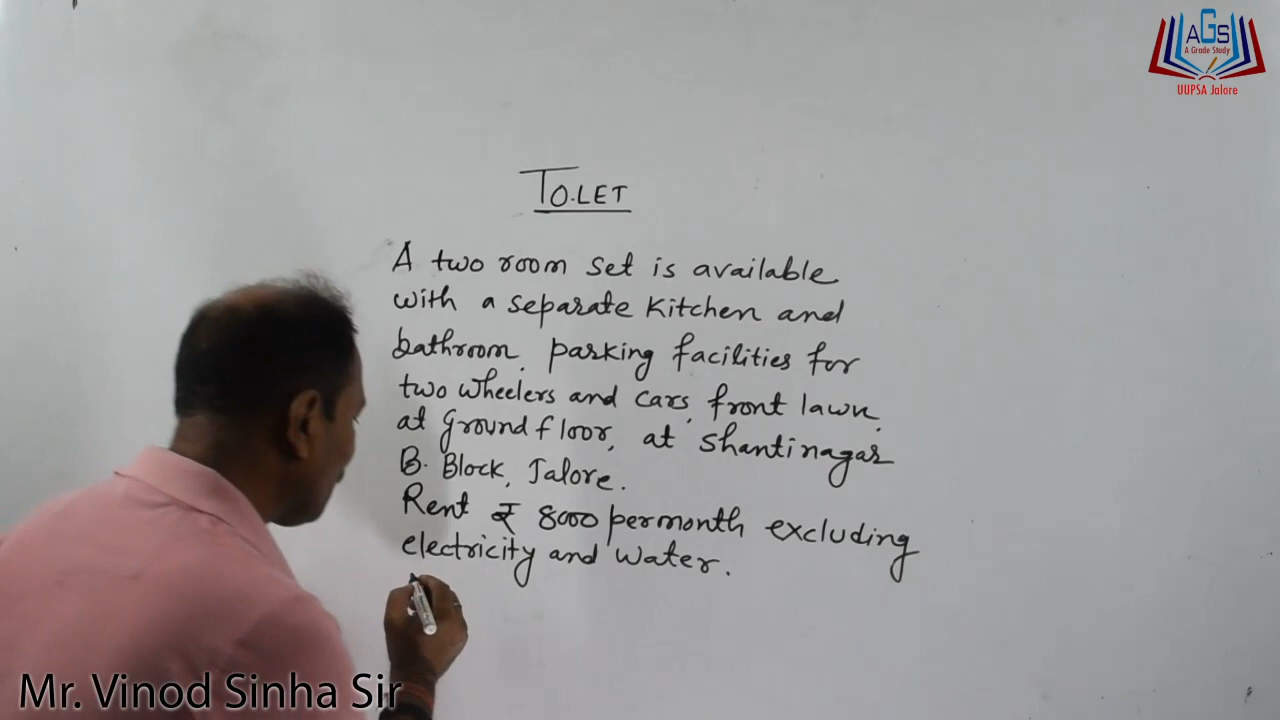 AGS
A Grade Study
UUPSA Jalore
TO.LET
A two room set is available
with a separate kitchen and
bathroom, parking facilities for
two wheelers and cars, front lawn,
at ground floor, at Shantinagar
B. Block, Jalore.
Rent ₹ 8000 per month excluding
electricity and water.
Mr. Vinod Sinha Sir